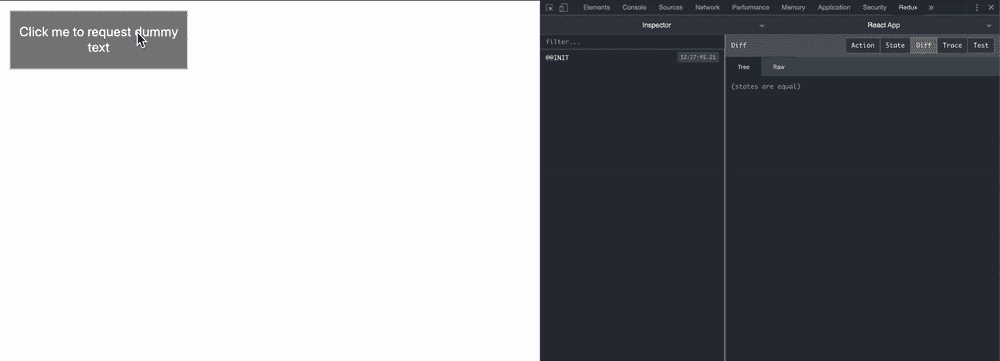 Click me to request dummy
text
Elements Console Sources Network Performance Memory Application Security Redux »
Inspector React App
filter...
Diff Action State Diff Trace Test
@@INIT 12:27:45.21
Tree Raw
(states are equal)